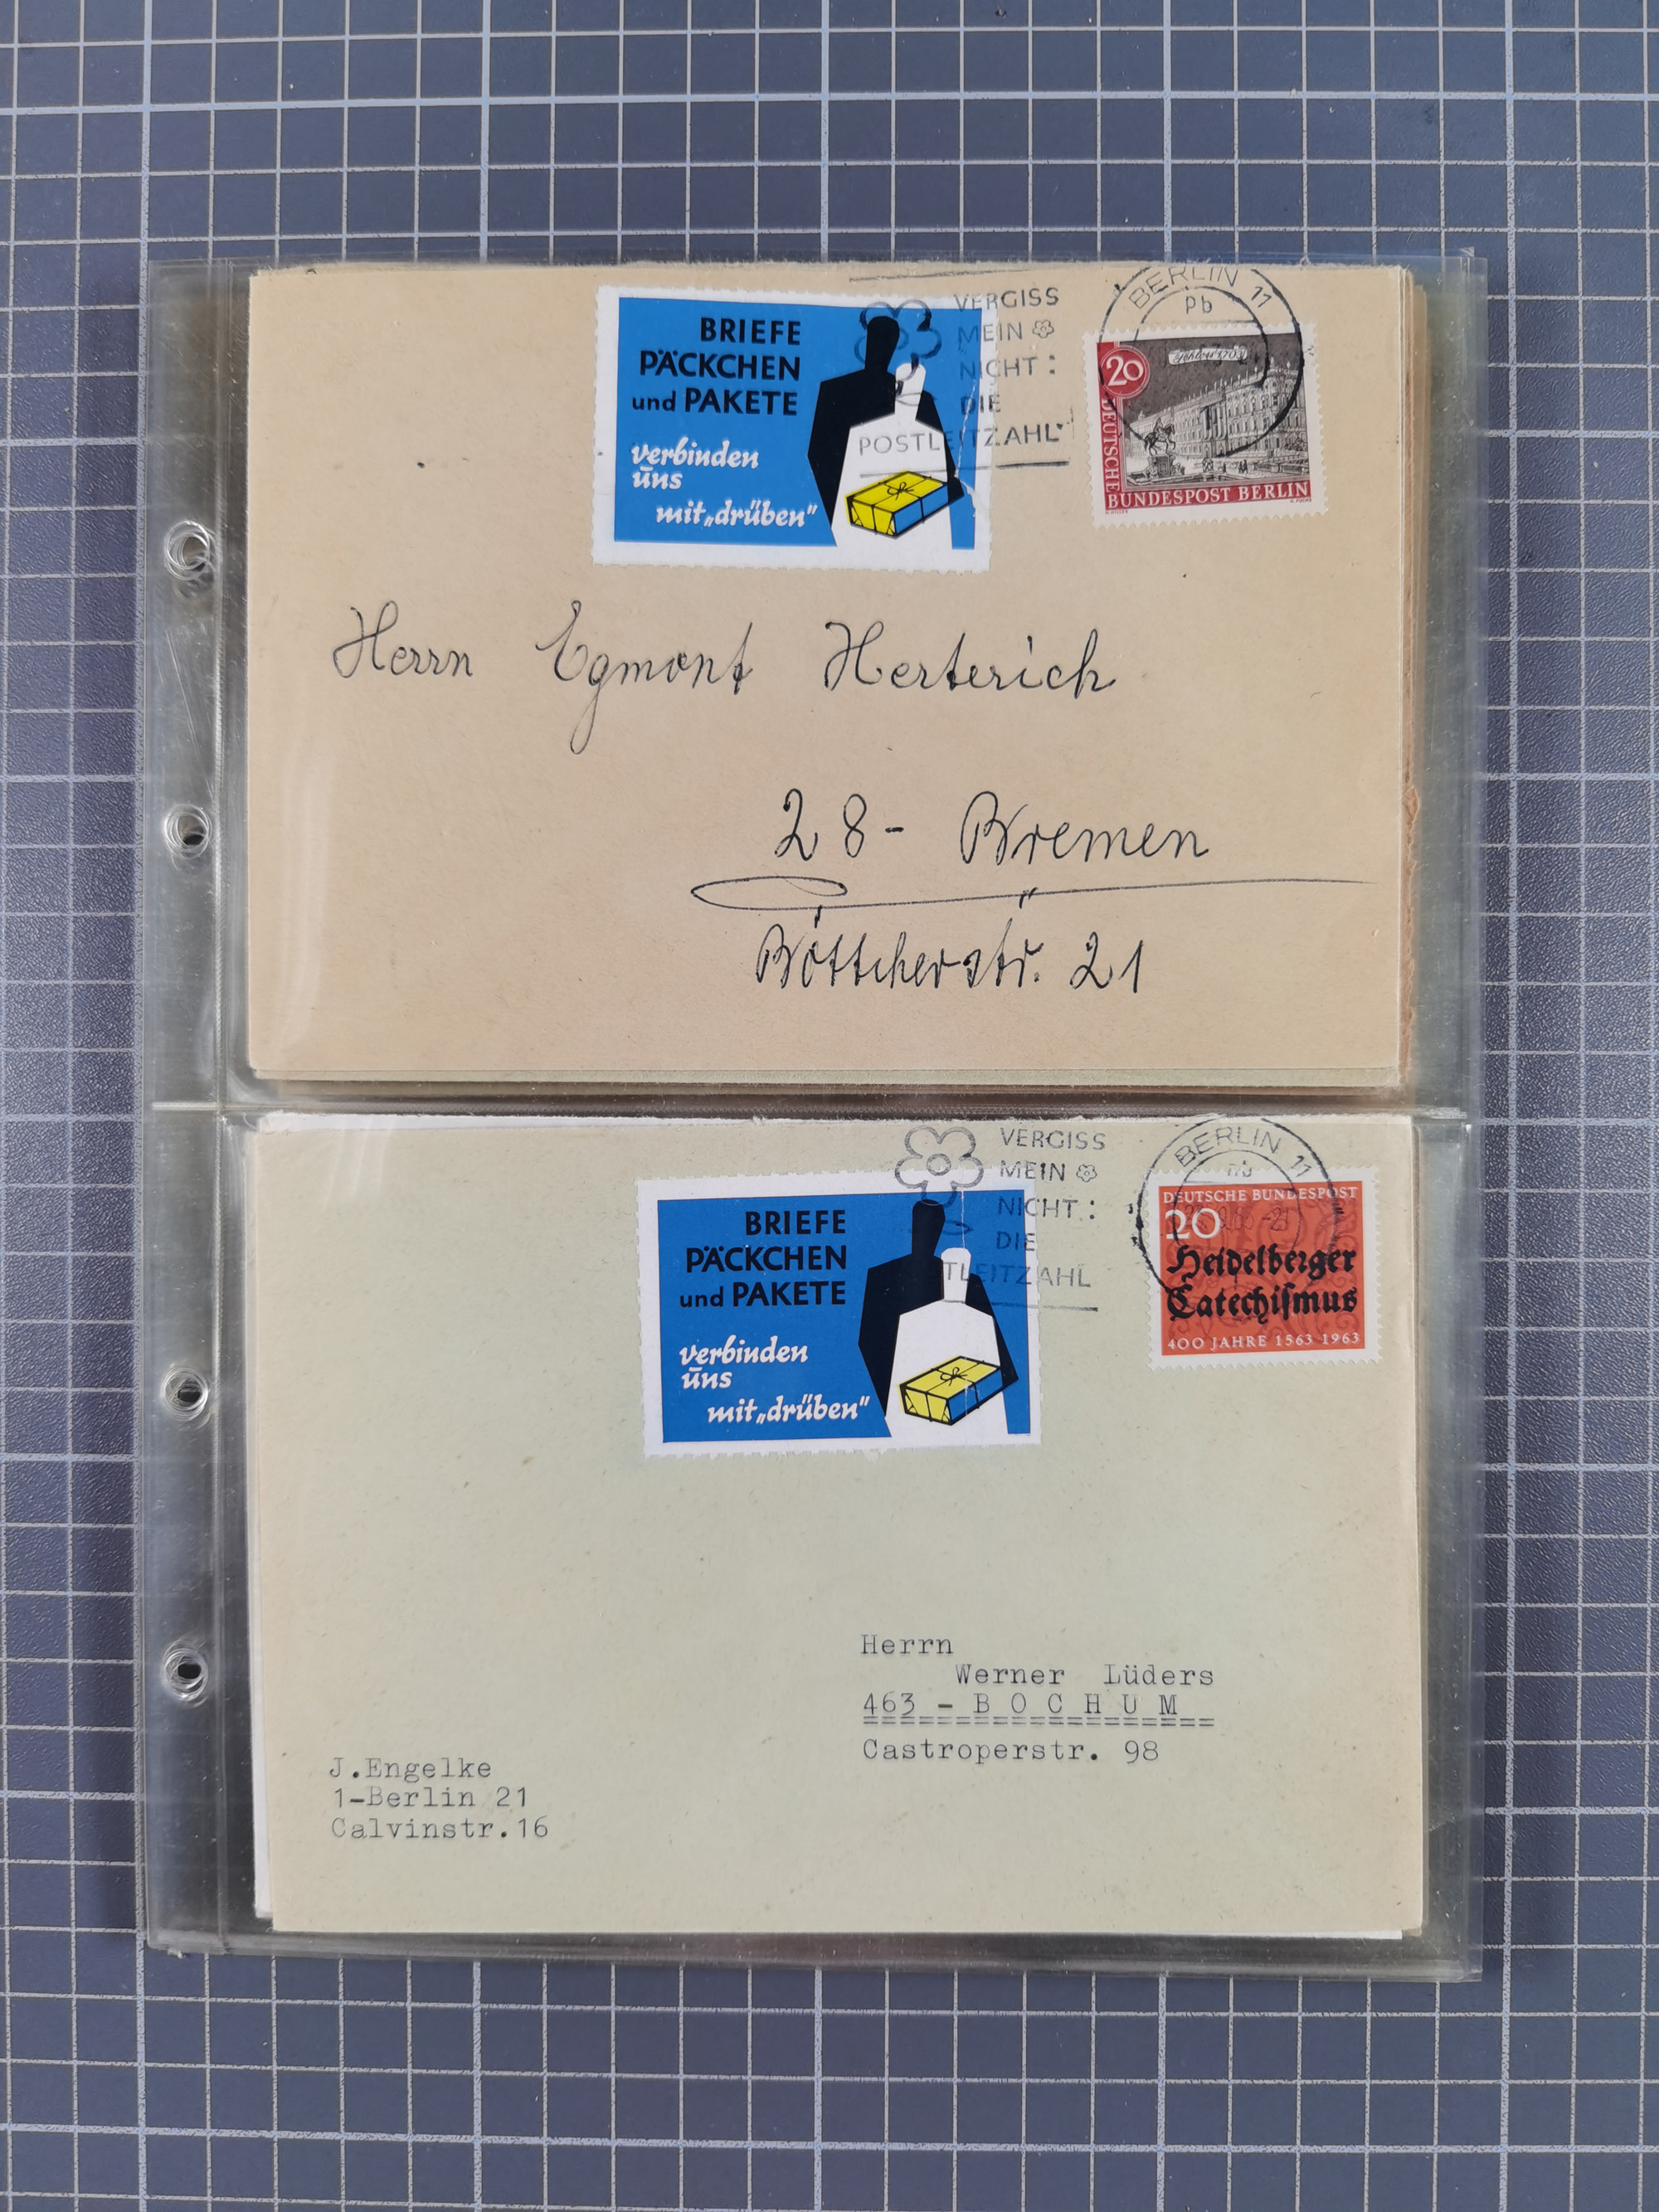 BRIEFE
PÄCKCHEN
und PAKETE
verbinden
uns
mit „drüben"
VERGISS
MEIN
NICHT:
DIE
POSTLEITZAHL
BERLIN 11
pb
20
DEUTSCHE
BUNDESPOST BERLIN
Herrn Egmont Herterich
28 - Bremen
Böttcherstr. 21
BRIEFE
PÄCKCHEN
und PAKETE
verbinden
uns
mit „drüben"
VERGISS
MEIN
NICHT:
DIE
TLEITZAHL
BERLIN 11
DEUTSCHE BUNDESPOST
20
Heidelberger
Catechismus
400 JAHRE 1563 1963
Herrn
Werner Lüders
463 - B O C H U M
Castroperstr. 98
J.Engelke
1-Berlin 21
Calvinstr.16